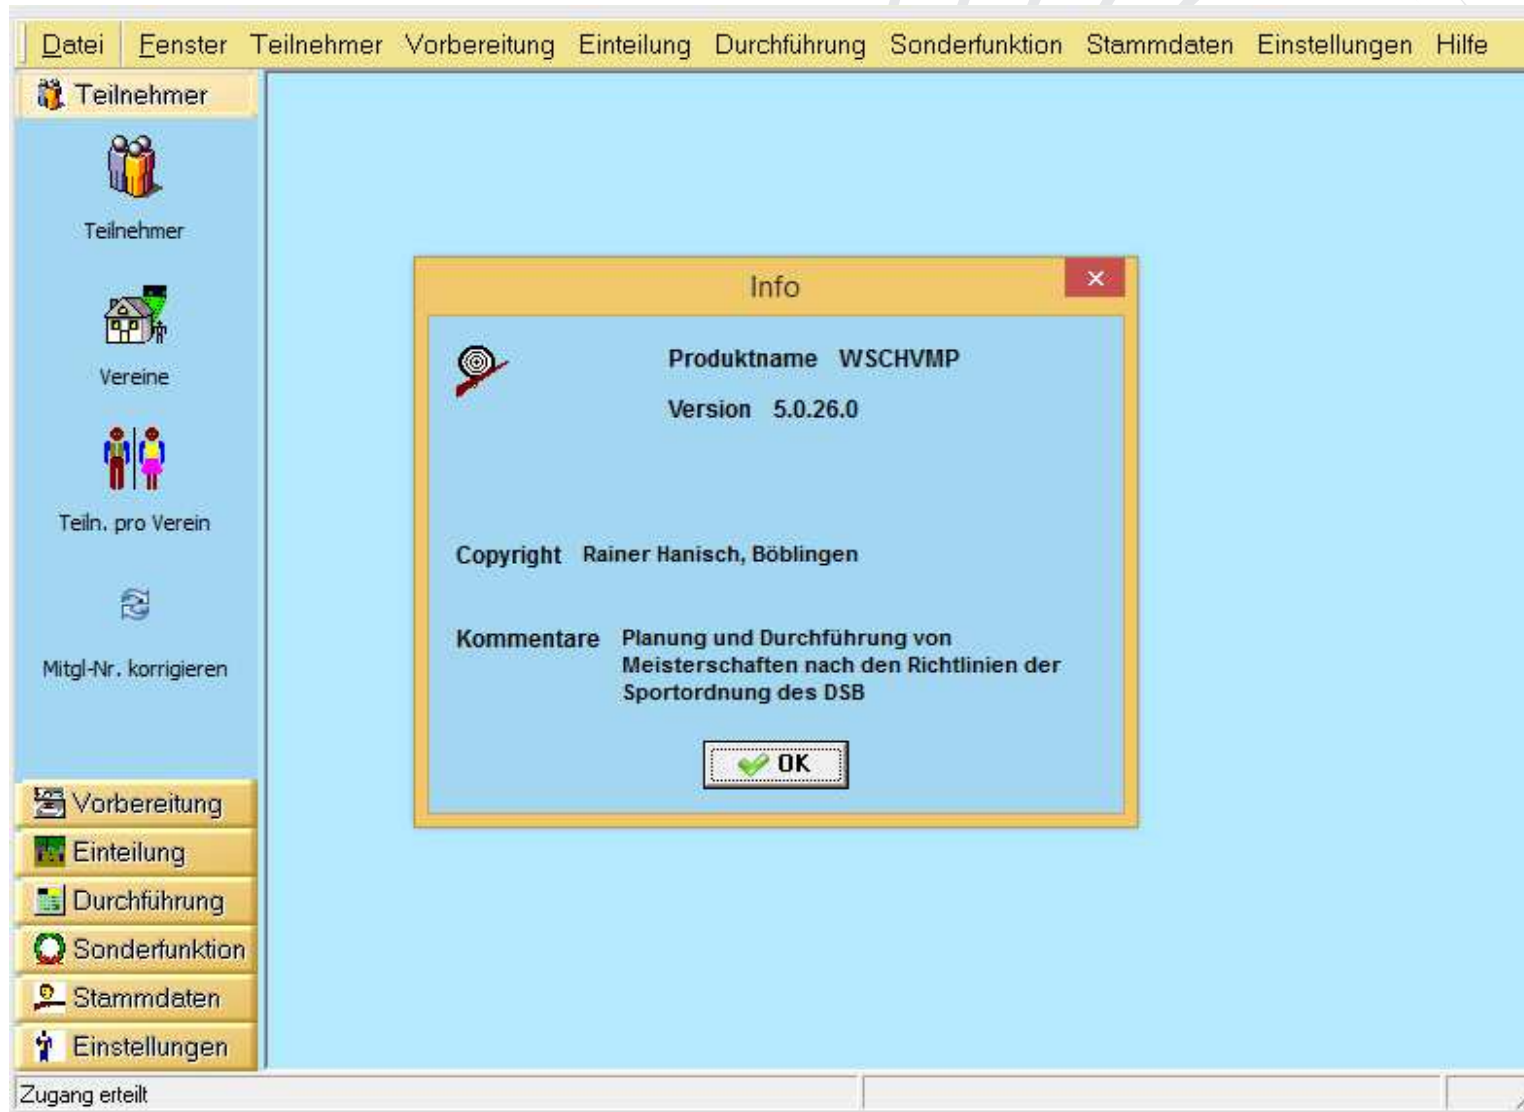 Datei Fenster Teilnehmer Vorbereitung Einteilung Durchführung Sonderfunktion Stammdaten Einstellungen Hilfe
Teilnehmer
Teilnehmer
Vereine
Teiln. pro Verein
Mitgl-Nr. korrigieren
Vorbereitung
Einteilung
Durchführung
Sonderfunktion
Stammdaten
Einstellungen
Info
Produktname WSCHVMP
Version 5.0.26.0
Copyright Rainer Hanisch, Böblingen
Kommentare Planung und Durchführung von
Meisterschaften nach den Richtlinien der
Sportordnung des DSB
OK
Zugang erteilt